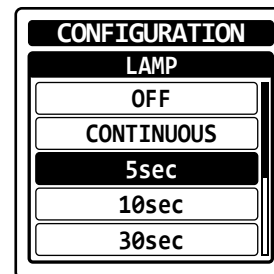 CONFIGURATION
LAMP
OFF
CONTINUOUS
5sec
10sec
30sec